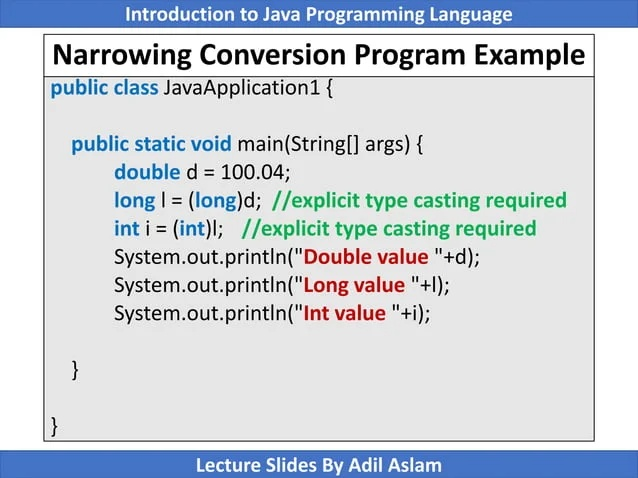 Introduction to Java Programming Language
Narrowing Conversion Program Example
public class JavaApplication1 {
public static void main(String[] args) {
double d = 100.04;
long l = (long)d;  //explicit type casting required
int i = (int)l;   //explicit type casting required
System.out.println("Double value "+d);
System.out.println("Long value "+l);
System.out.println("Int value "+i);
}
}
Lecture Slides By Adil Aslam